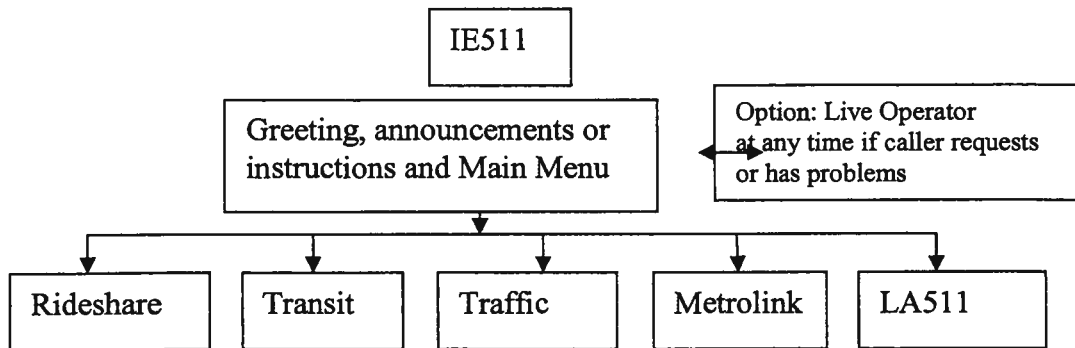 IE511
Greeting, announcements or
instructions and Main Menu
Option: Live Operator
at any time if caller requests
or has problems
Rideshare
Transit
Traffic
Metrolink
LA511